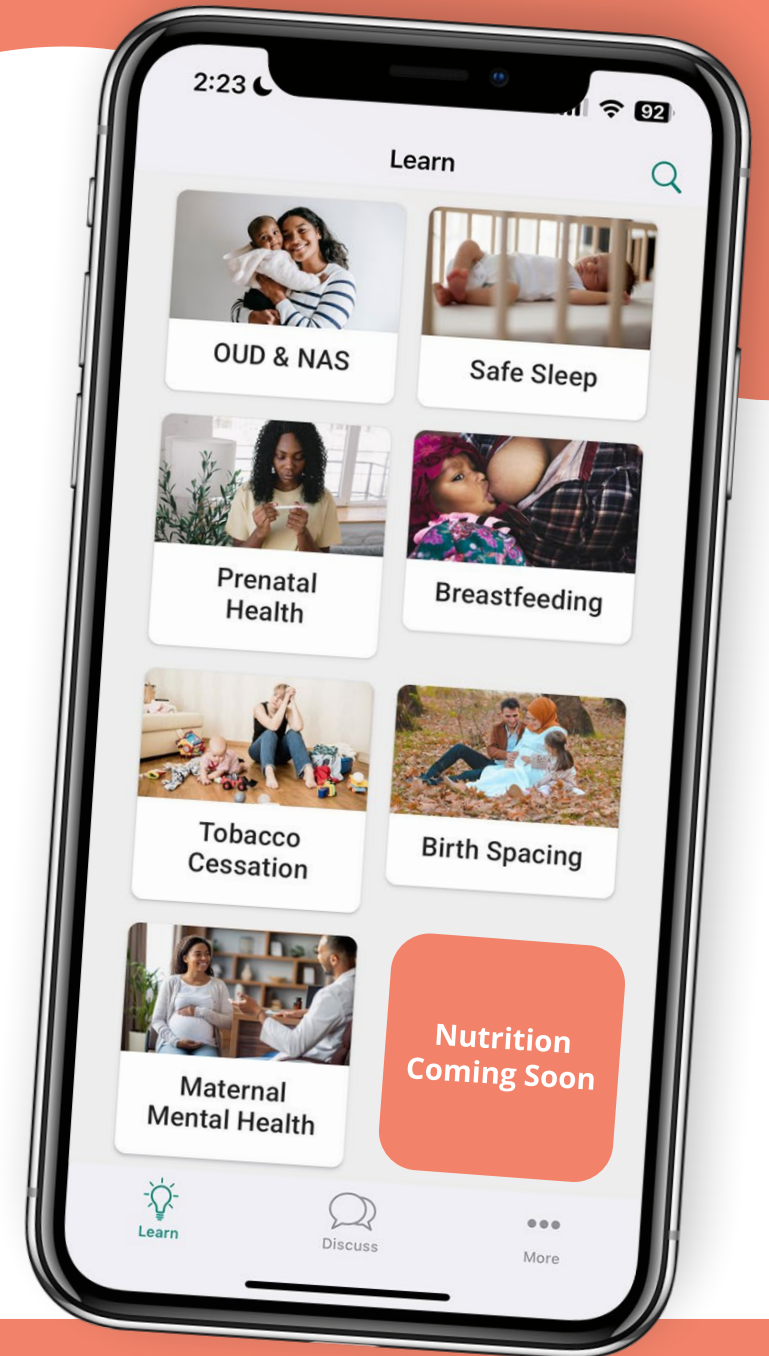 2:23
92
Learn
OUD & NAS
Safe Sleep
Prenatal
Health
Breastfeeding
Tobacco
Cessation
Birth Spacing
Maternal
Mental Health
Nutrition
Coming Soon
Learn
Discuss
More